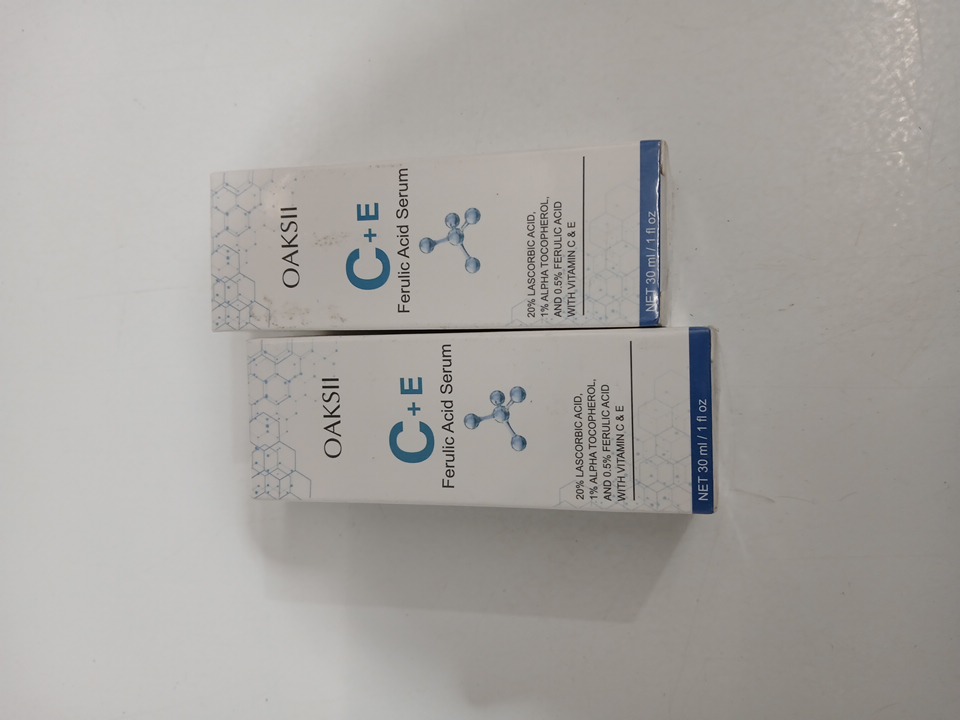 OAKSII
C + E
Ferulic Acid Serum
20% LASCORBIC ACID,
1% ALPHA TOCOPHEROL,
AND 0.5% FERULIC ACID
WITH VITAMIN C & E
NET 30 ml / 1 fl oz
OAKSII
C + E
Ferulic Acid Serum
20% LASCORBIC ACID,
1% ALPHA TOCOPHEROL,
AND 0.5% FERULIC ACID
WITH VITAMIN C & E
NET 30 ml / 1 fl oz